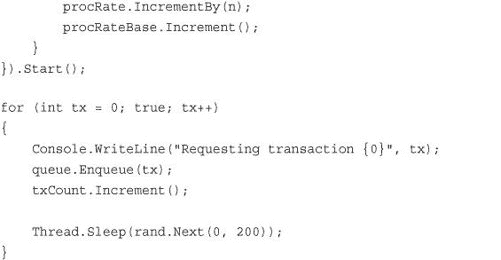 procRate.IncrementBy(n);
procRateBase.Increment();
}
}).Start();
for (int tx = 0; true; tx++)
{
Console.WriteLine("Requesting transaction {0}", tx);
queue.Enqueue(tx);
txCount.Increment();
Thread.Sleep(rand.Next(0, 200));
}